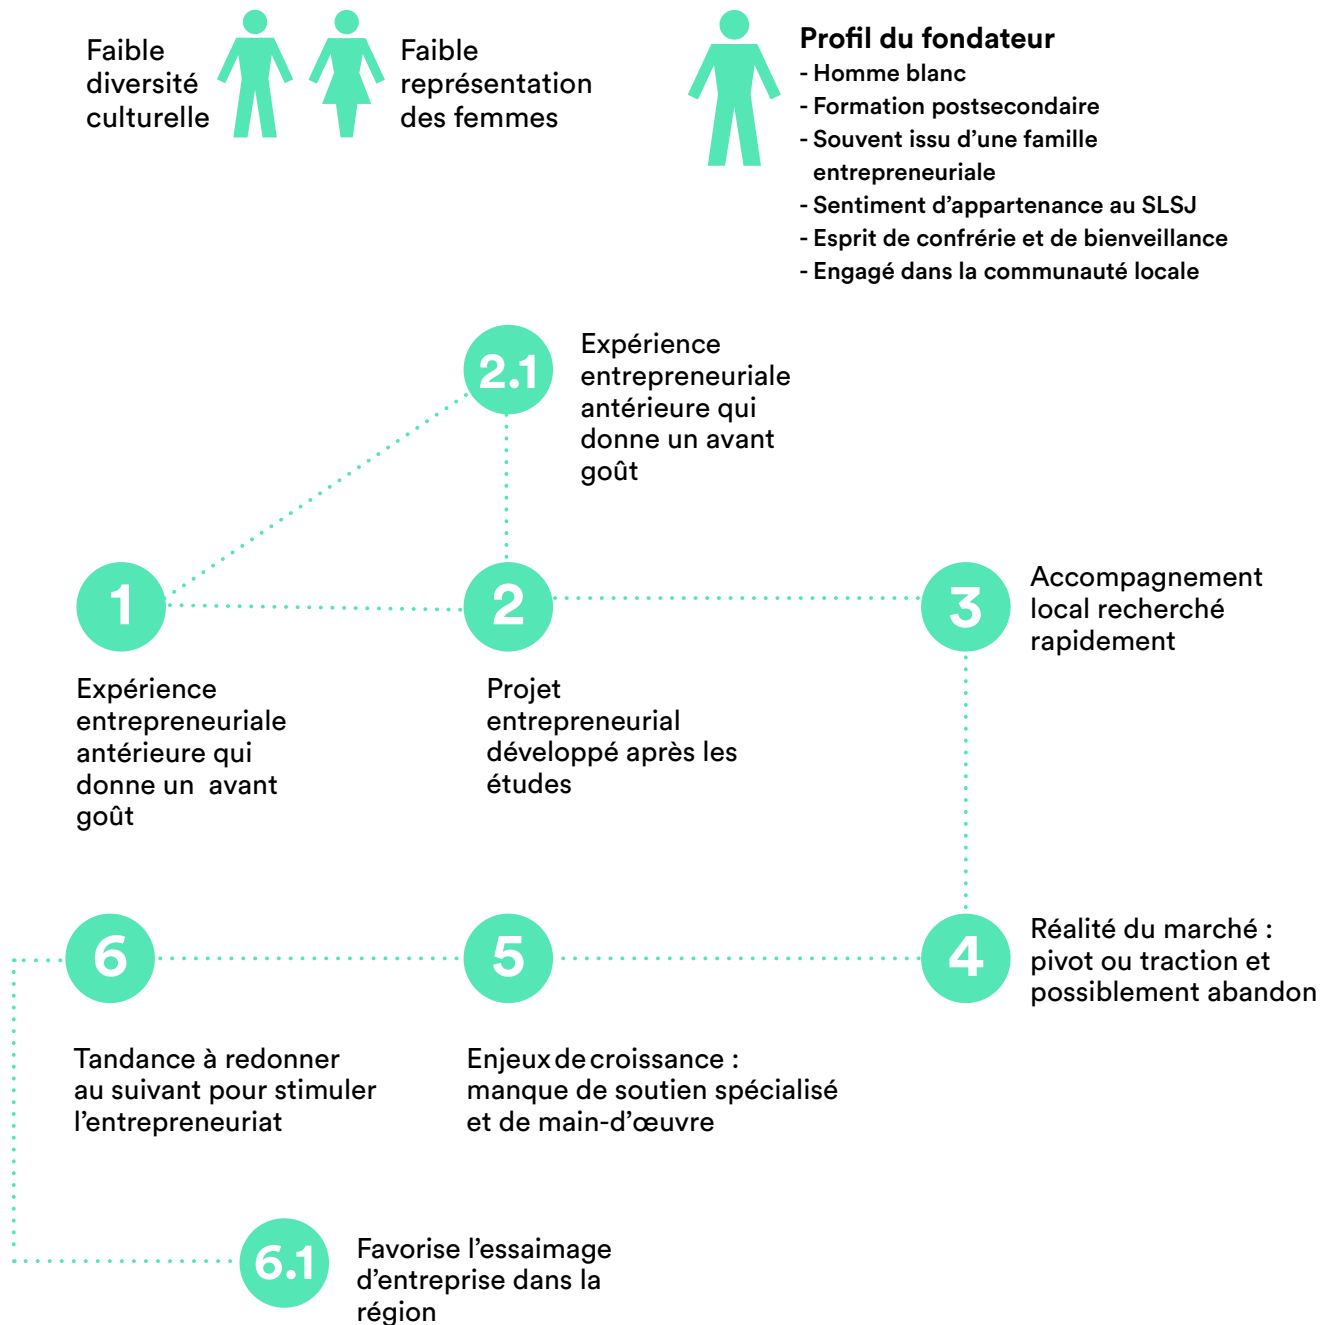 Faible
diversité
culturelle
Faible
représentation
des femmes
Profil du fondateur
- Homme blanc
- Formation postsecondaire
- Souvent issu d’une famille
entrepreneuriale
- Sentiment d’appartenance au SLSJ
- Esprit de confrérie et de bienveillance
- Engagé dans la communauté locale
2.1
Expérience
entrepreneuriale
antérieure qui
donne un avant
goût
1
Expérience
entrepreneuriale
antérieure qui
donne un avant
goût
2
Projet
entrepreneurial
développé après les
études
3
Accompagnement
local recherché
rapidement
4
Réalité du marché :
pivot ou traction et
possiblement abandon
5
Enjeux de croissance :
manque de soutien spécialisé
et de main-d’œuvre
6
Tandance à redonner
au suivant pour stimuler
l’entrepreneuriat
6.1
Favorise l’essaimage
d’entreprise dans la
région